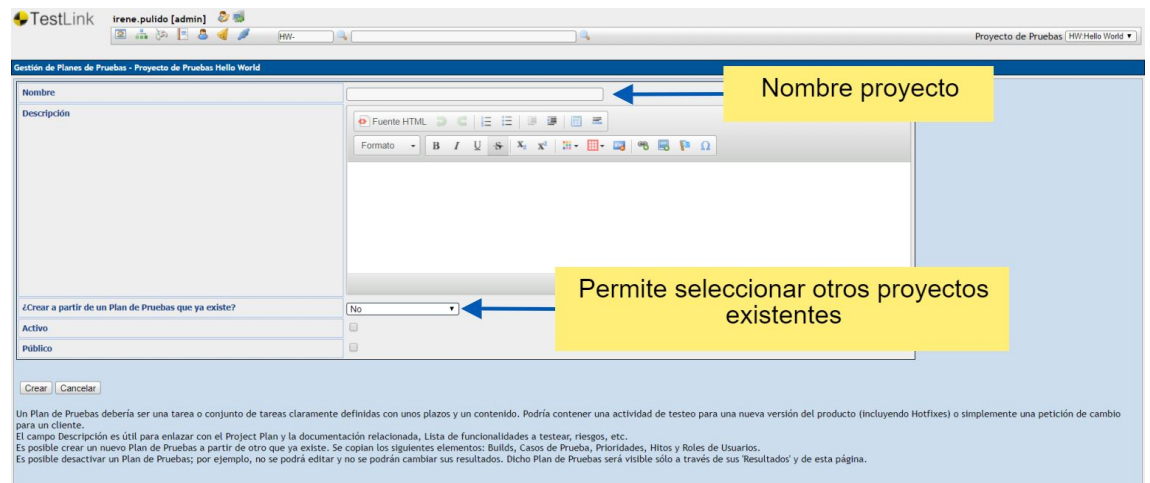 TestLink irene.pulido [admin]
HW- Proyecto de Pruebas HW:Hello World
Gestión de Planes de Pruebas - Proyecto de Pruebas Hello World
Nombre
Nombre proyecto
Descripción
Fuente HTML
Formato B I U S X₂ x² Ω
Permite seleccionar otros proyectos
existentes
¿Crear a partir de un Plan de Pruebas que ya existe? No
Activo
Público
Crear Cancelar
Un Plan de Pruebas debería ser una tarea o conjunto de tareas claramente definidas con unos plazos y un contenido. Podría contener una actividad de testeo para una nueva versión del producto (incluyendo Hotfixes) o simplemente una petición de cambio
para un cliente.
El campo Descripción es útil para enlazar con el Project Plan y la documentación relacionada, Lista de funcionalidades a testear, riesgos, etc.
Es posible crear un nuevo Plan de Pruebas a partir de otro que ya existe. Se copian los siguientes elementos: Builds, Casos de Prueba, Prioridades, Hitos y Roles de Usuarios.
Es posible desactivar un Plan de Pruebas; por ejemplo, no se podrá editar y no se podrán cambiar sus resultados. Dicho Plan de Pruebas será visible sólo a través de sus 'Resultados' y de esta página.